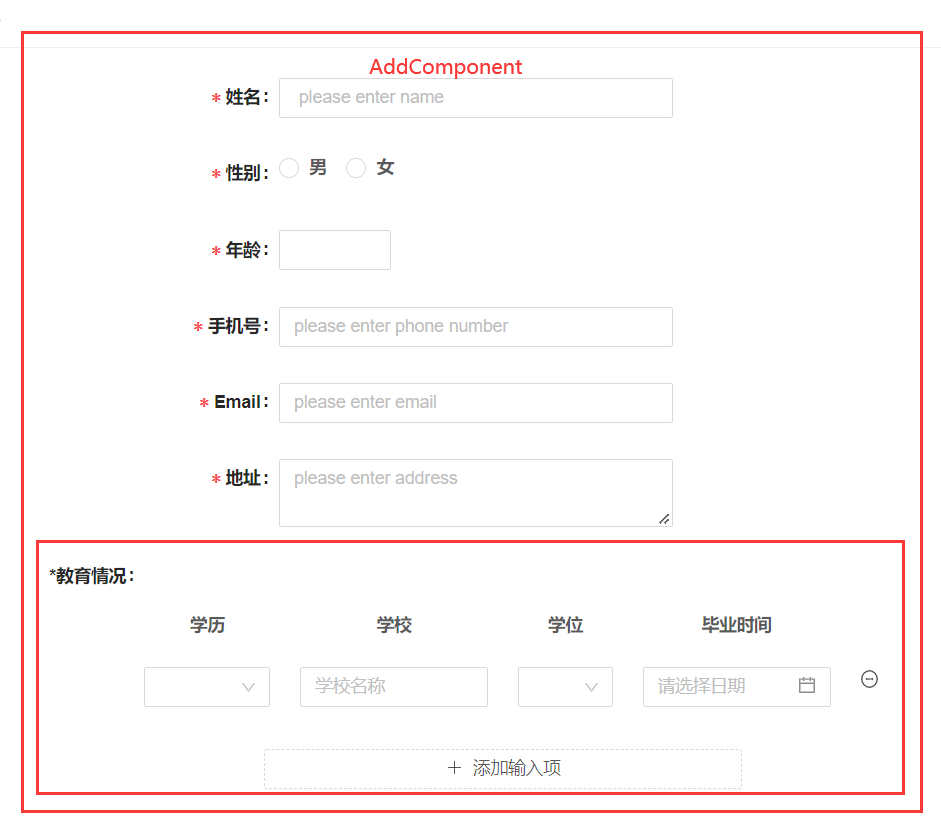 AddComponent
* 姓名: please enter name
* 性别: 男 女
* 年龄:
* 手机号: please enter phone number
* Email: please enter email
* 地址: please enter address
*教育情况:
学历 学校 学位 毕业时间
学校名称 请选择日期
+ 添加输入项